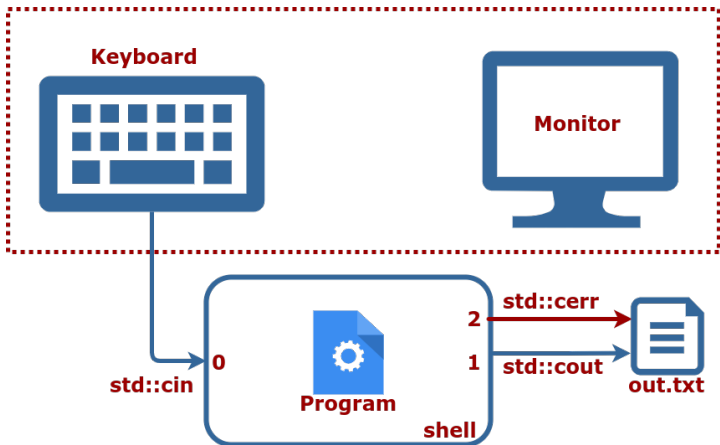 Keyboard
Monitor
std::cerr
2
0
1
std::cout
std::cin
Program
out.txt
shell